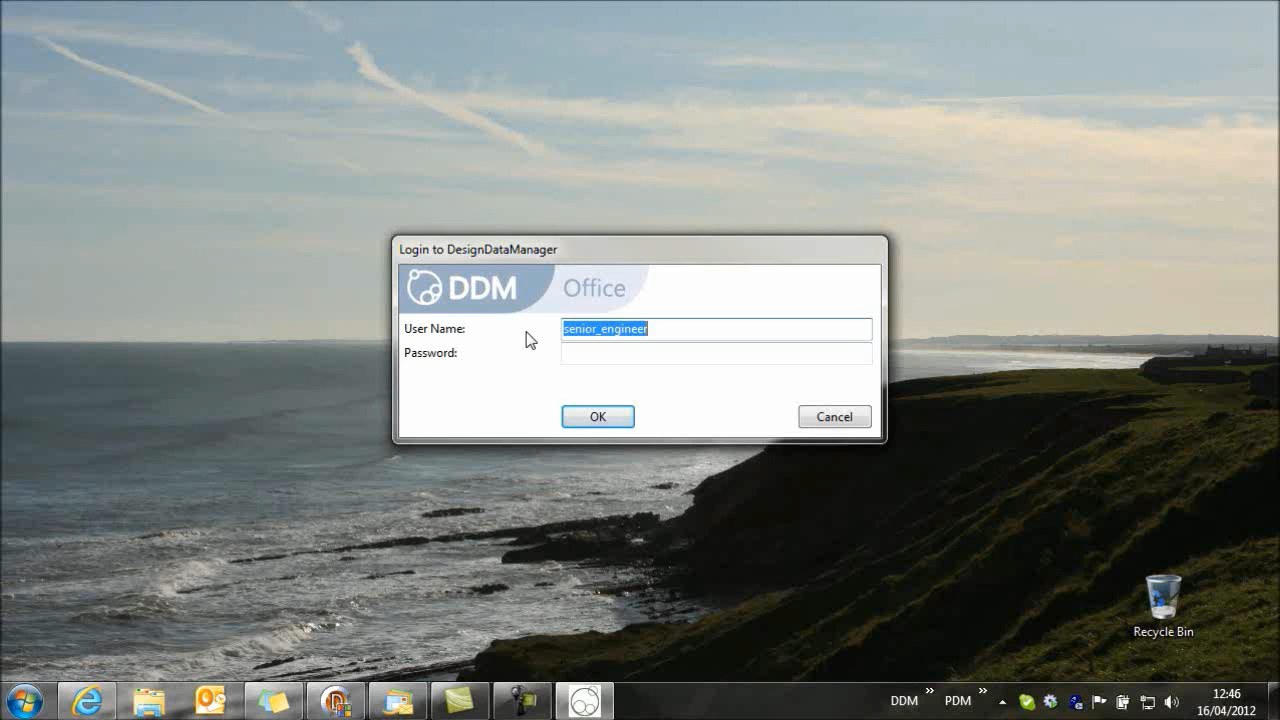 Login to DesignDataManager
DDM Office
User Name: senior_engineer
Password:
OK Cancel
Recycle Bin
DDM » PDM » 12:46
16/04/2012